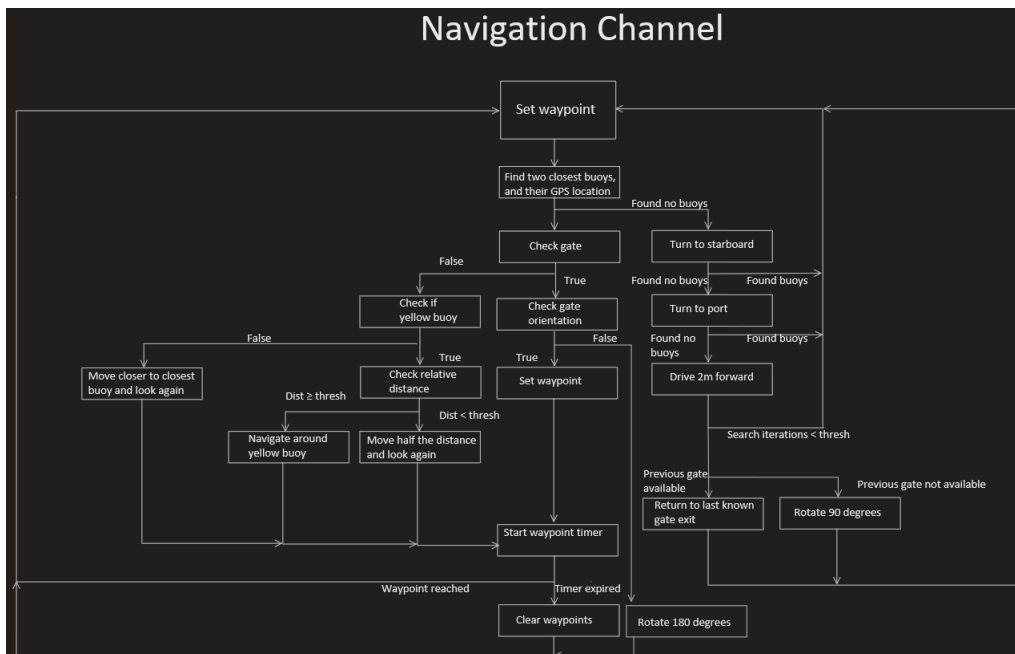 Navigation Channel
Set waypoint
Find two closest buoys,
and their GPS location
Found no buoys
Check gate
Turn to starboard
False
True
Found no buoys
Found buoys
Check if
yellow buoy
Check gate
orientation
Turn to port
False
False
Found no
buoys
Found buoys
True
True
Move closer to closest
buoy and look again
Check relative
distance
Set waypoint
Drive 2m forward
Dist ≥ thresh
Dist < thresh
Search iterations < thresh
Navigate around
yellow buoy
Move half the distance
and look again
Previous gate
available
Previous gate not available
Return to last known
gate exit
Rotate 90 degrees
Start waypoint timer
Waypoint reached
Timer expired
Clear waypoints
Rotate 180 degrees